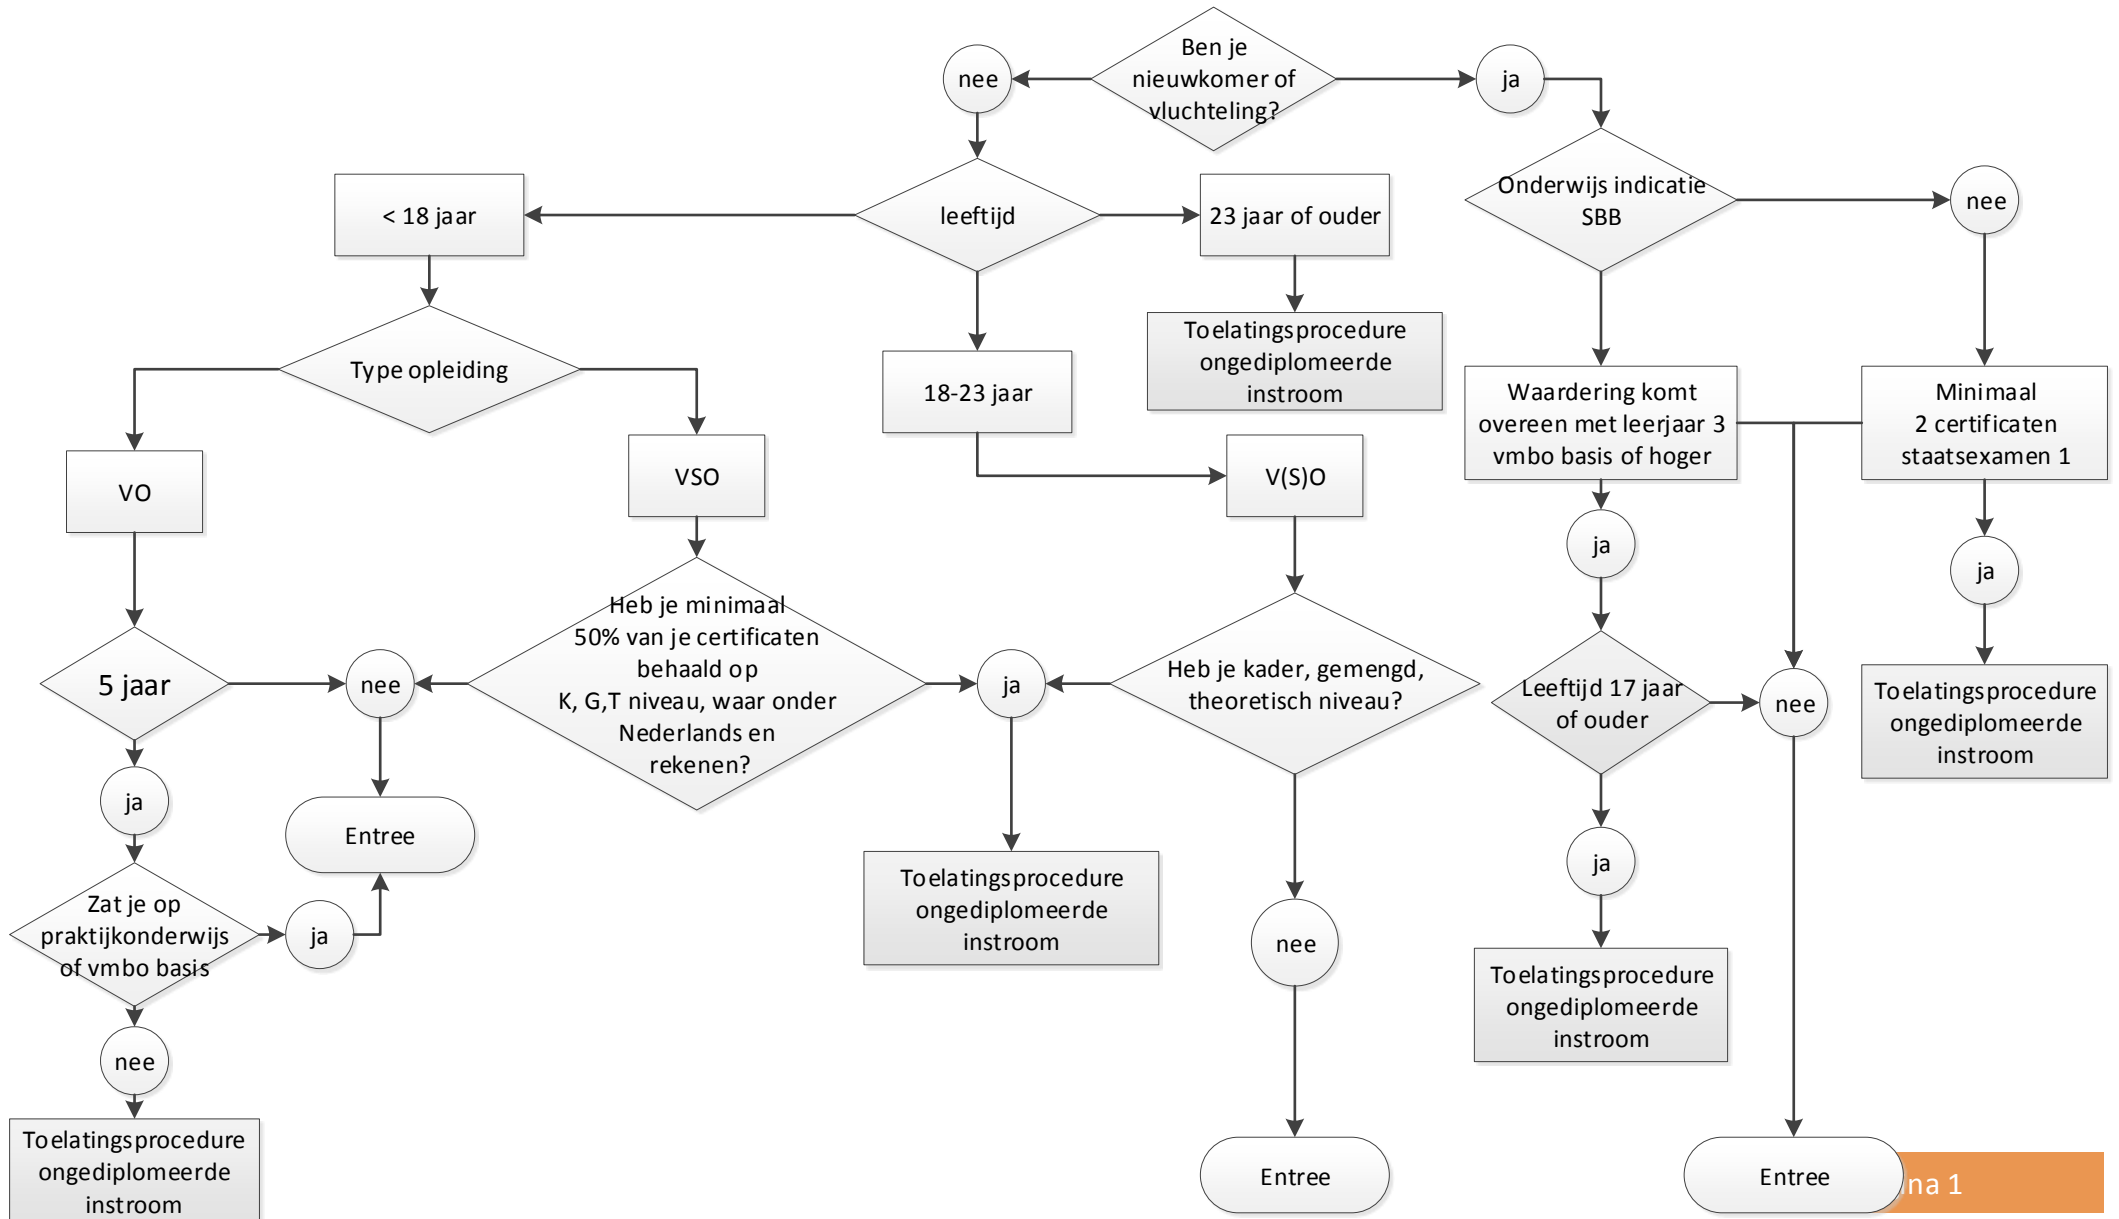 Ben je
nieuwkomer of
vluchteling?
nee
ja
leeftijd
< 18 jaar
23 jaar of ouder
Onderwijs indicatie
SBB
nee
Toelatingsprocedure
ongediplomeerde
instroom
Type opleiding
18-23 jaar
Waardering komt
overeen met leerjaar 3
vmbo basis of hoger
Minimaal
2 certificaten
staatsexamen 1
VO
VSO
V(S)O
ja
ja
5 jaar
nee
Heb je minimaal
50% van je certificaten
behaald op
K, G,T niveau, waar onder
Nederlands en
rekenen?
ja
Heb je kader, gemengd,
theoretisch niveau?
Leeftijd 17 jaar
of ouder
nee
Toelatingsprocedure
ongediplomeerde
instroom
ja
Entree
Zat je op
praktijkonderwijs
of vmbo basis
ja
Toelatingsprocedure
ongediplomeerde
instroom
nee
ja
Toelatingsprocedure
ongediplomeerde
instroom
nee
Toelatingsprocedure
ongediplomeerde
instroom
Entree
Entree
na 1